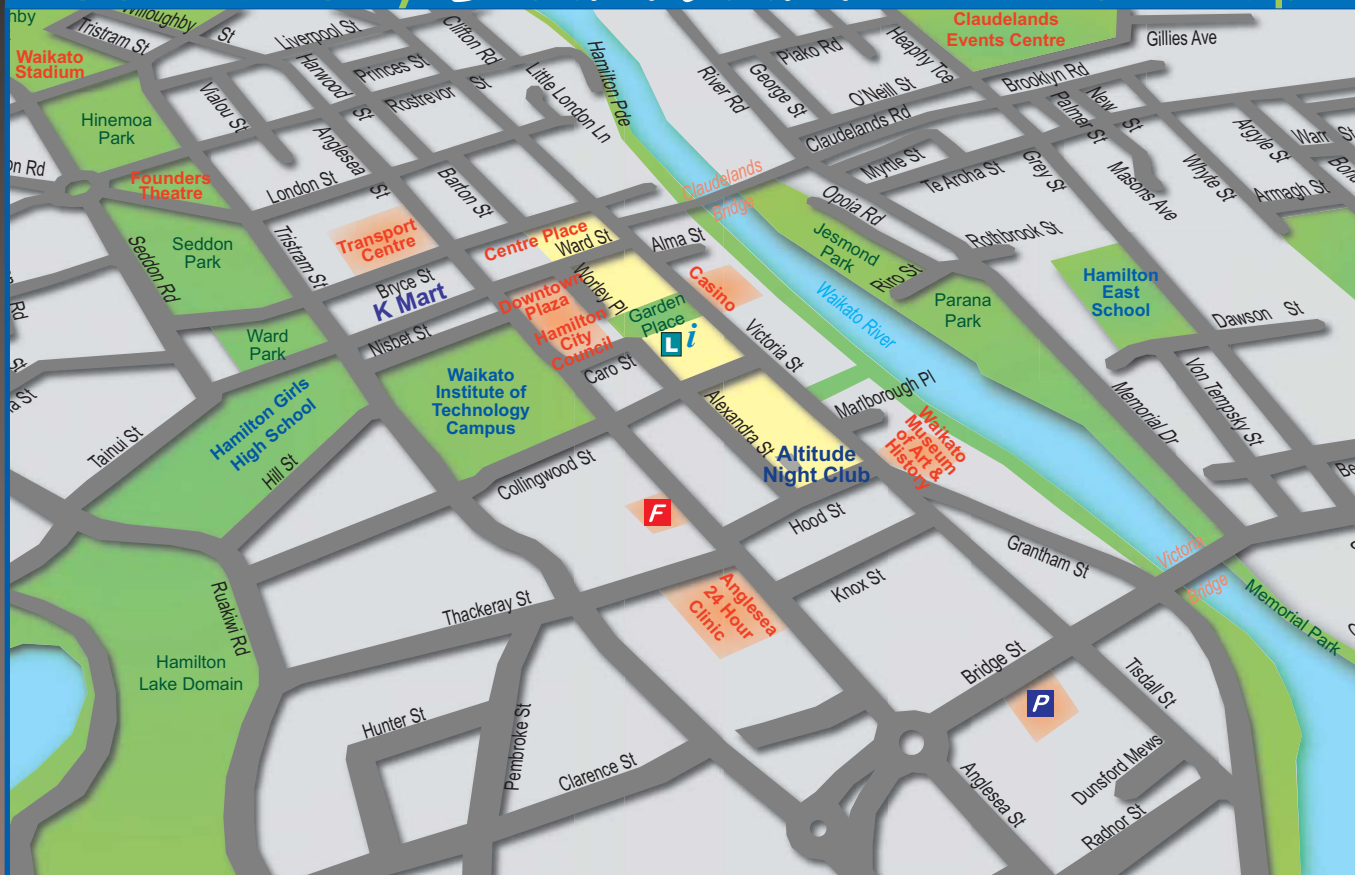 hby
Willoughby
St
Tristram St
Liverpool St
Clifton Rd
Hamilton Pde
Claudelands
Events Centre
Gillies Ave
Waikato
Stadium
Harwood
St
Princes St
Rostrevor
St
Little London Ln
River Rd
George St
Piako Rd
Heaphy Tce
O'Neill St
Brooklyn Rd
Palmer St
New St
Hinemoa
Park
Vialou St
Anglesea
St
Claudelands Rd
Myrtle St
Te Aroha St
Grey St
Masons Ave
Whyte St
Argyle St
Warr St
Armagh St
on Rd
Founders
Theatre
London St
Barton St
Claudelands
Bridge
Opoia Rd
Rothbrook St
Transport
Centre
Centre Place
Ward St
Alma St
Jesmond
Park
Riro St
Seddon Rd
Seddon
Park
Tristram St
Bryce St
K Mart
Downtown
Plaza
Worley Pl
Casino
Waikato River
Parana
Park
Hamilton
East
School
Dawson St
Rd
Ward
Park
Nisbet St
Hamilton
City
Council
Garden
Place
L i
Victoria St
Caro St
St
a St
Tainui St
Hamilton Girls
High School
Hill St
Waikato
Institute of
Technology
Campus
Alexandra St
Marlborough Pl
Memorial Dr
Von Tempsky St
Altitude
Night Club
Waikato
Museum
of Art &
History
Be
Collingwood St
F
Hood St
Grantham St
Victoria
Bridge
Memorial Park
Ruakiwi Rd
Thackeray St
Anglesea
24 Hour
Clinic
Knox St
Hamilton
Lake Domain
Hunter St
Pembroke St
Clarence St
Bridge St
P
Tisdall St
Anglesea St
Dunsford Mews
Radnor St